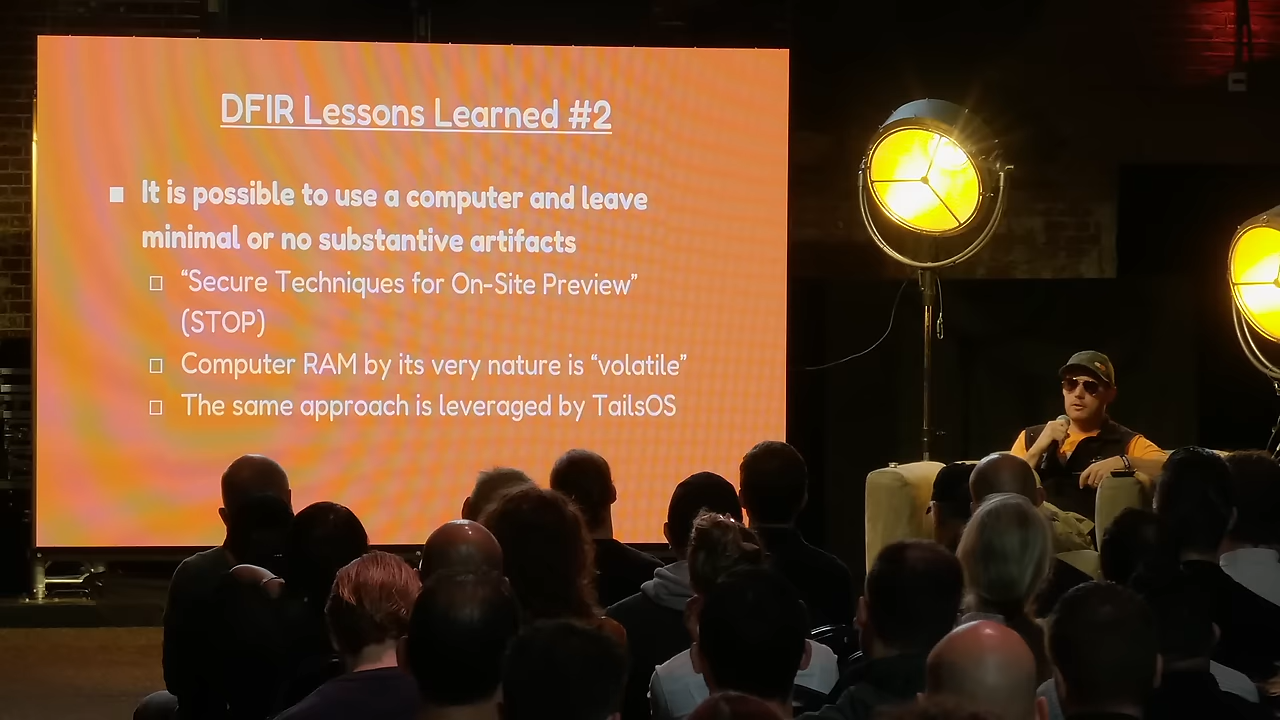 DFIR Lessons Learned #2
It is possible to use a computer and leave
minimal or no substantive artifacts
“Secure Techniques for On-Site Preview”
(STOP)
Computer RAM by its very nature is “volatile”
The same approach is leveraged by TailsOS